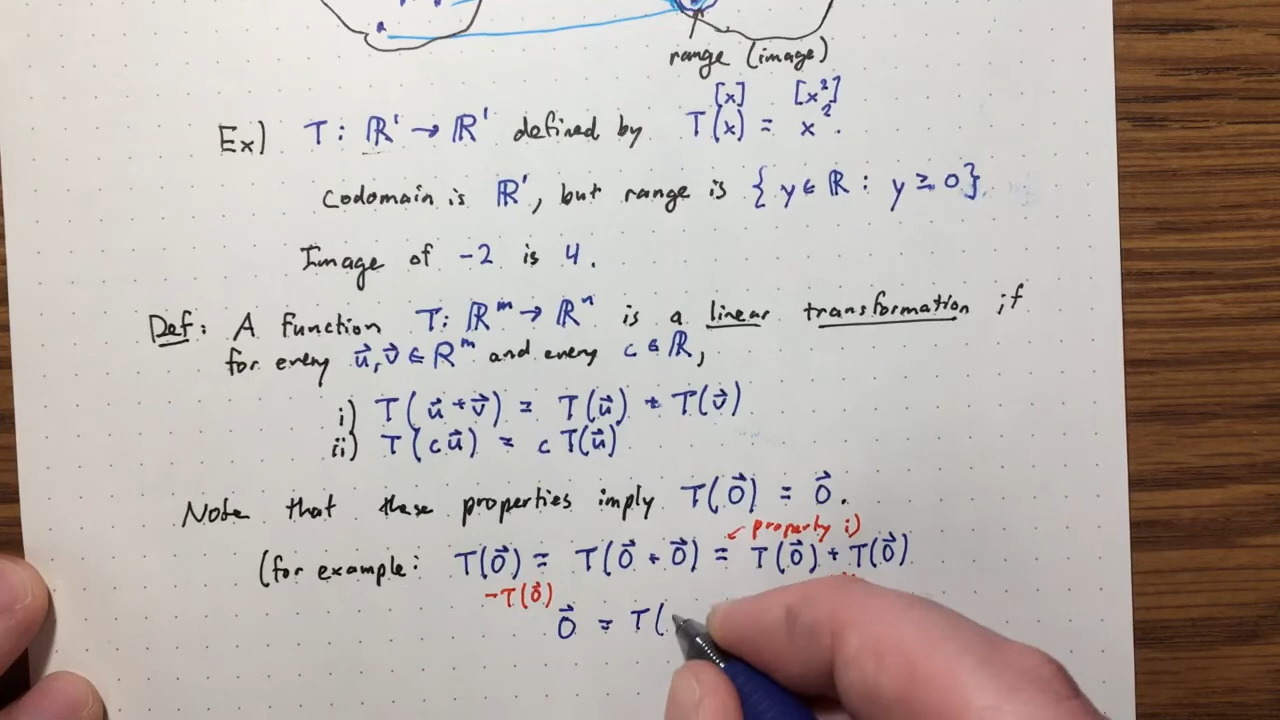 range (image)
[x] [x²]
Ex) T: ℝ¹ → ℝ¹ defined by T(x) = x².
Codomain is ℝ¹, but range is {y ∈ ℝ : y ≥ 0}.
Image of -2 is 4.
Def: A function T: ℝᵐ → ℝⁿ is a linear transformation if
for every u⃗, v⃗ ∈ ℝᵐ and every c ∈ ℝ,
i) T(u⃗ + v⃗) = T(u⃗) + T(v⃗)
ii) T(cu⃗) = cT(u⃗)
Note that these properties imply T(0⃗) = 0⃗.
property i)
(for example: T(0⃗) = T(0⃗ + 0⃗) = T(0⃗) + T(0⃗)
-T(0⃗)
0⃗ = T(